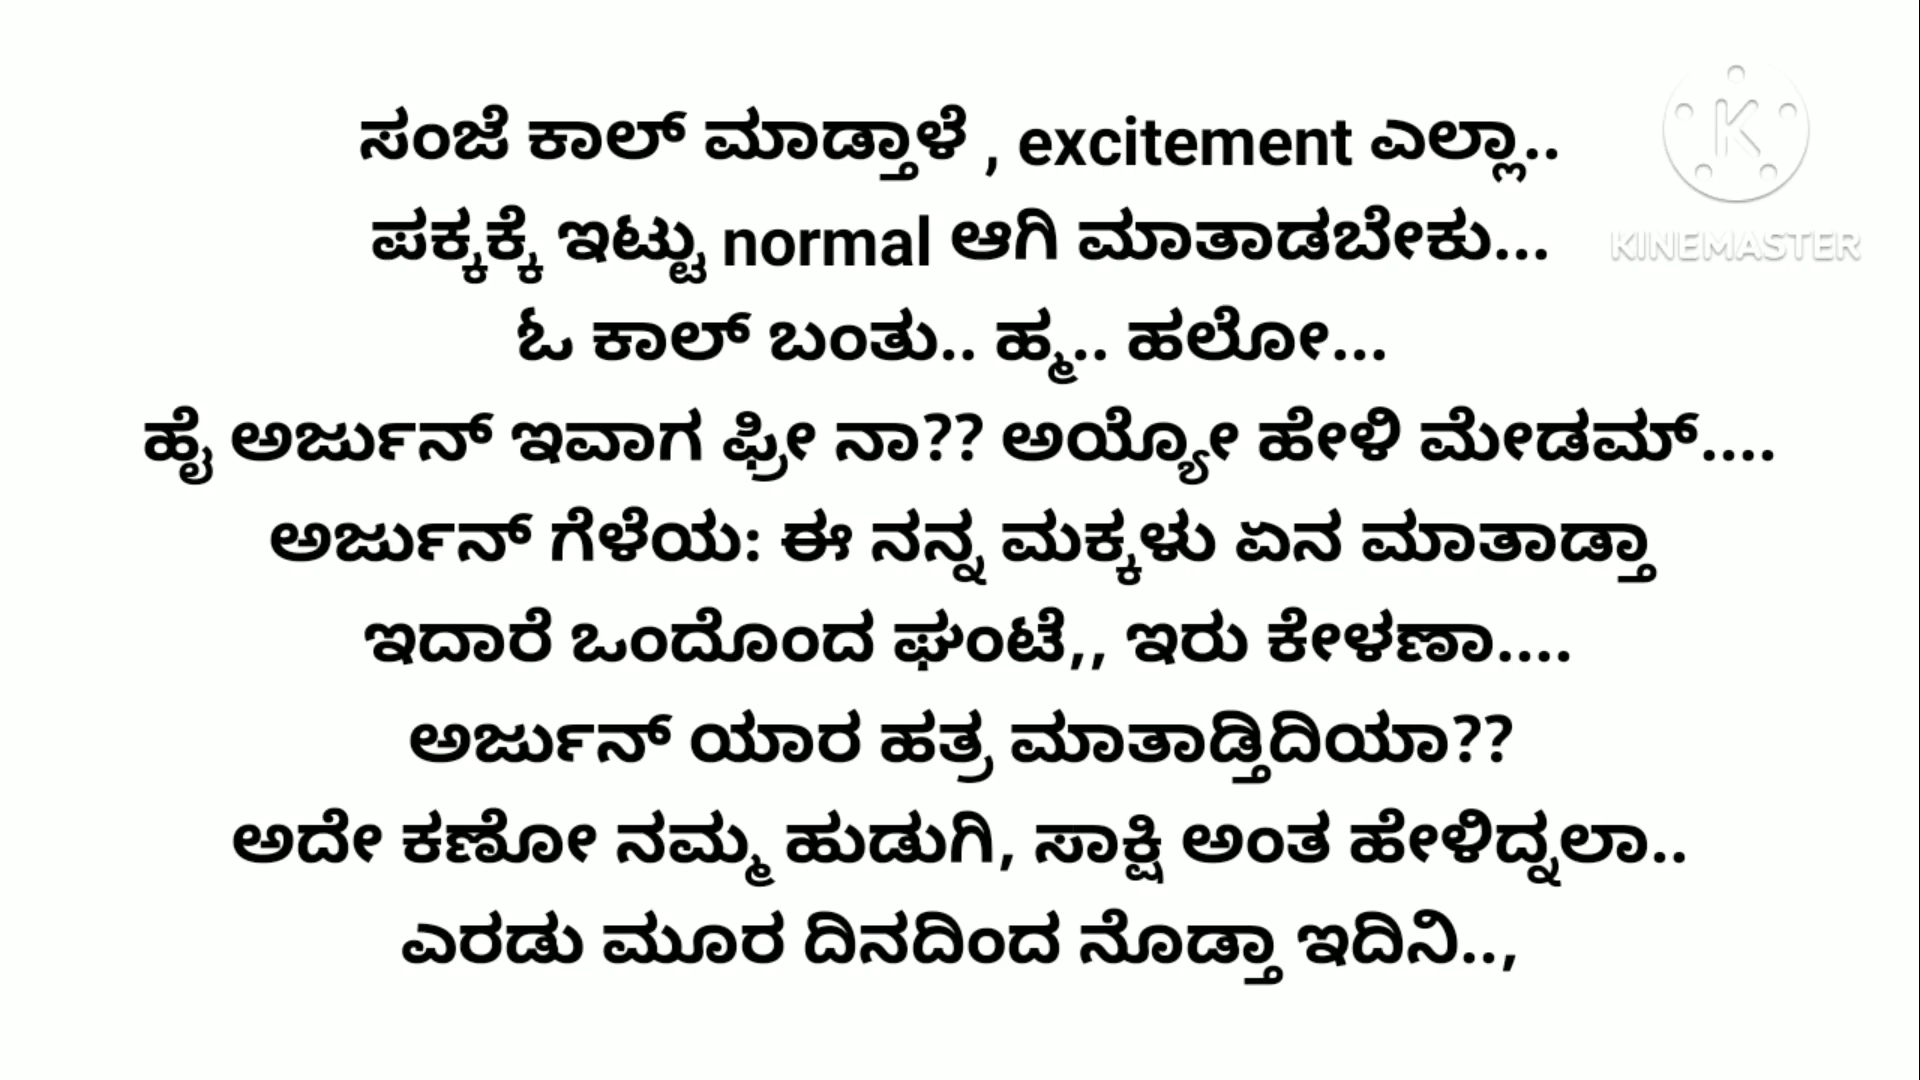 ಸಂಜೆ ಕಾಲ್ ಮಾಡ್ತಾಳೆ , excitement ಎಲ್ಲಾ..
ಪಕ್ಕಕ್ಕೆ ಇಟ್ಟು normal ಆಗಿ ಮಾತಾಡಬೇಕು...
ಓ ಕಾಲ್ ಬಂತು.. ಹ್ಮ.. ಹಲೋ...
ಹೈ ಅರ್ಜುನ್ ಇವಾಗ ಫ್ರೀ ನಾ?? ಅಯ್ಯೋ ಹೇಳಿ ಮೇಡಮ್....
ಅರ್ಜುನ್ ಗೆಳೆಯ: ಈ ನನ್ನ ಮಕ್ಕಳು ಏನ ಮಾತಾಡ್ತಾ
ಇದಾರೆ ಒಂದೊಂದ ಘಂಟೆ,, ಇರು ಕೇಳಣಾ....
ಅರ್ಜುನ್ ಯಾರ ಹತ್ರ ಮಾತಾಡ್ತಿದಿಯಾ??
ಅದೇ ಕಣೋ ನಮ್ಮ ಹುಡುಗಿ, ಸಾಕ್ಷಿ ಅಂತ ಹೇಳಿದ್ನಲಾ..
ಎರಡು ಮೂರ ದಿನದಿಂದ ನೊಡ್ತಾ ಇದಿನಿ..,
K
KINEMASTER